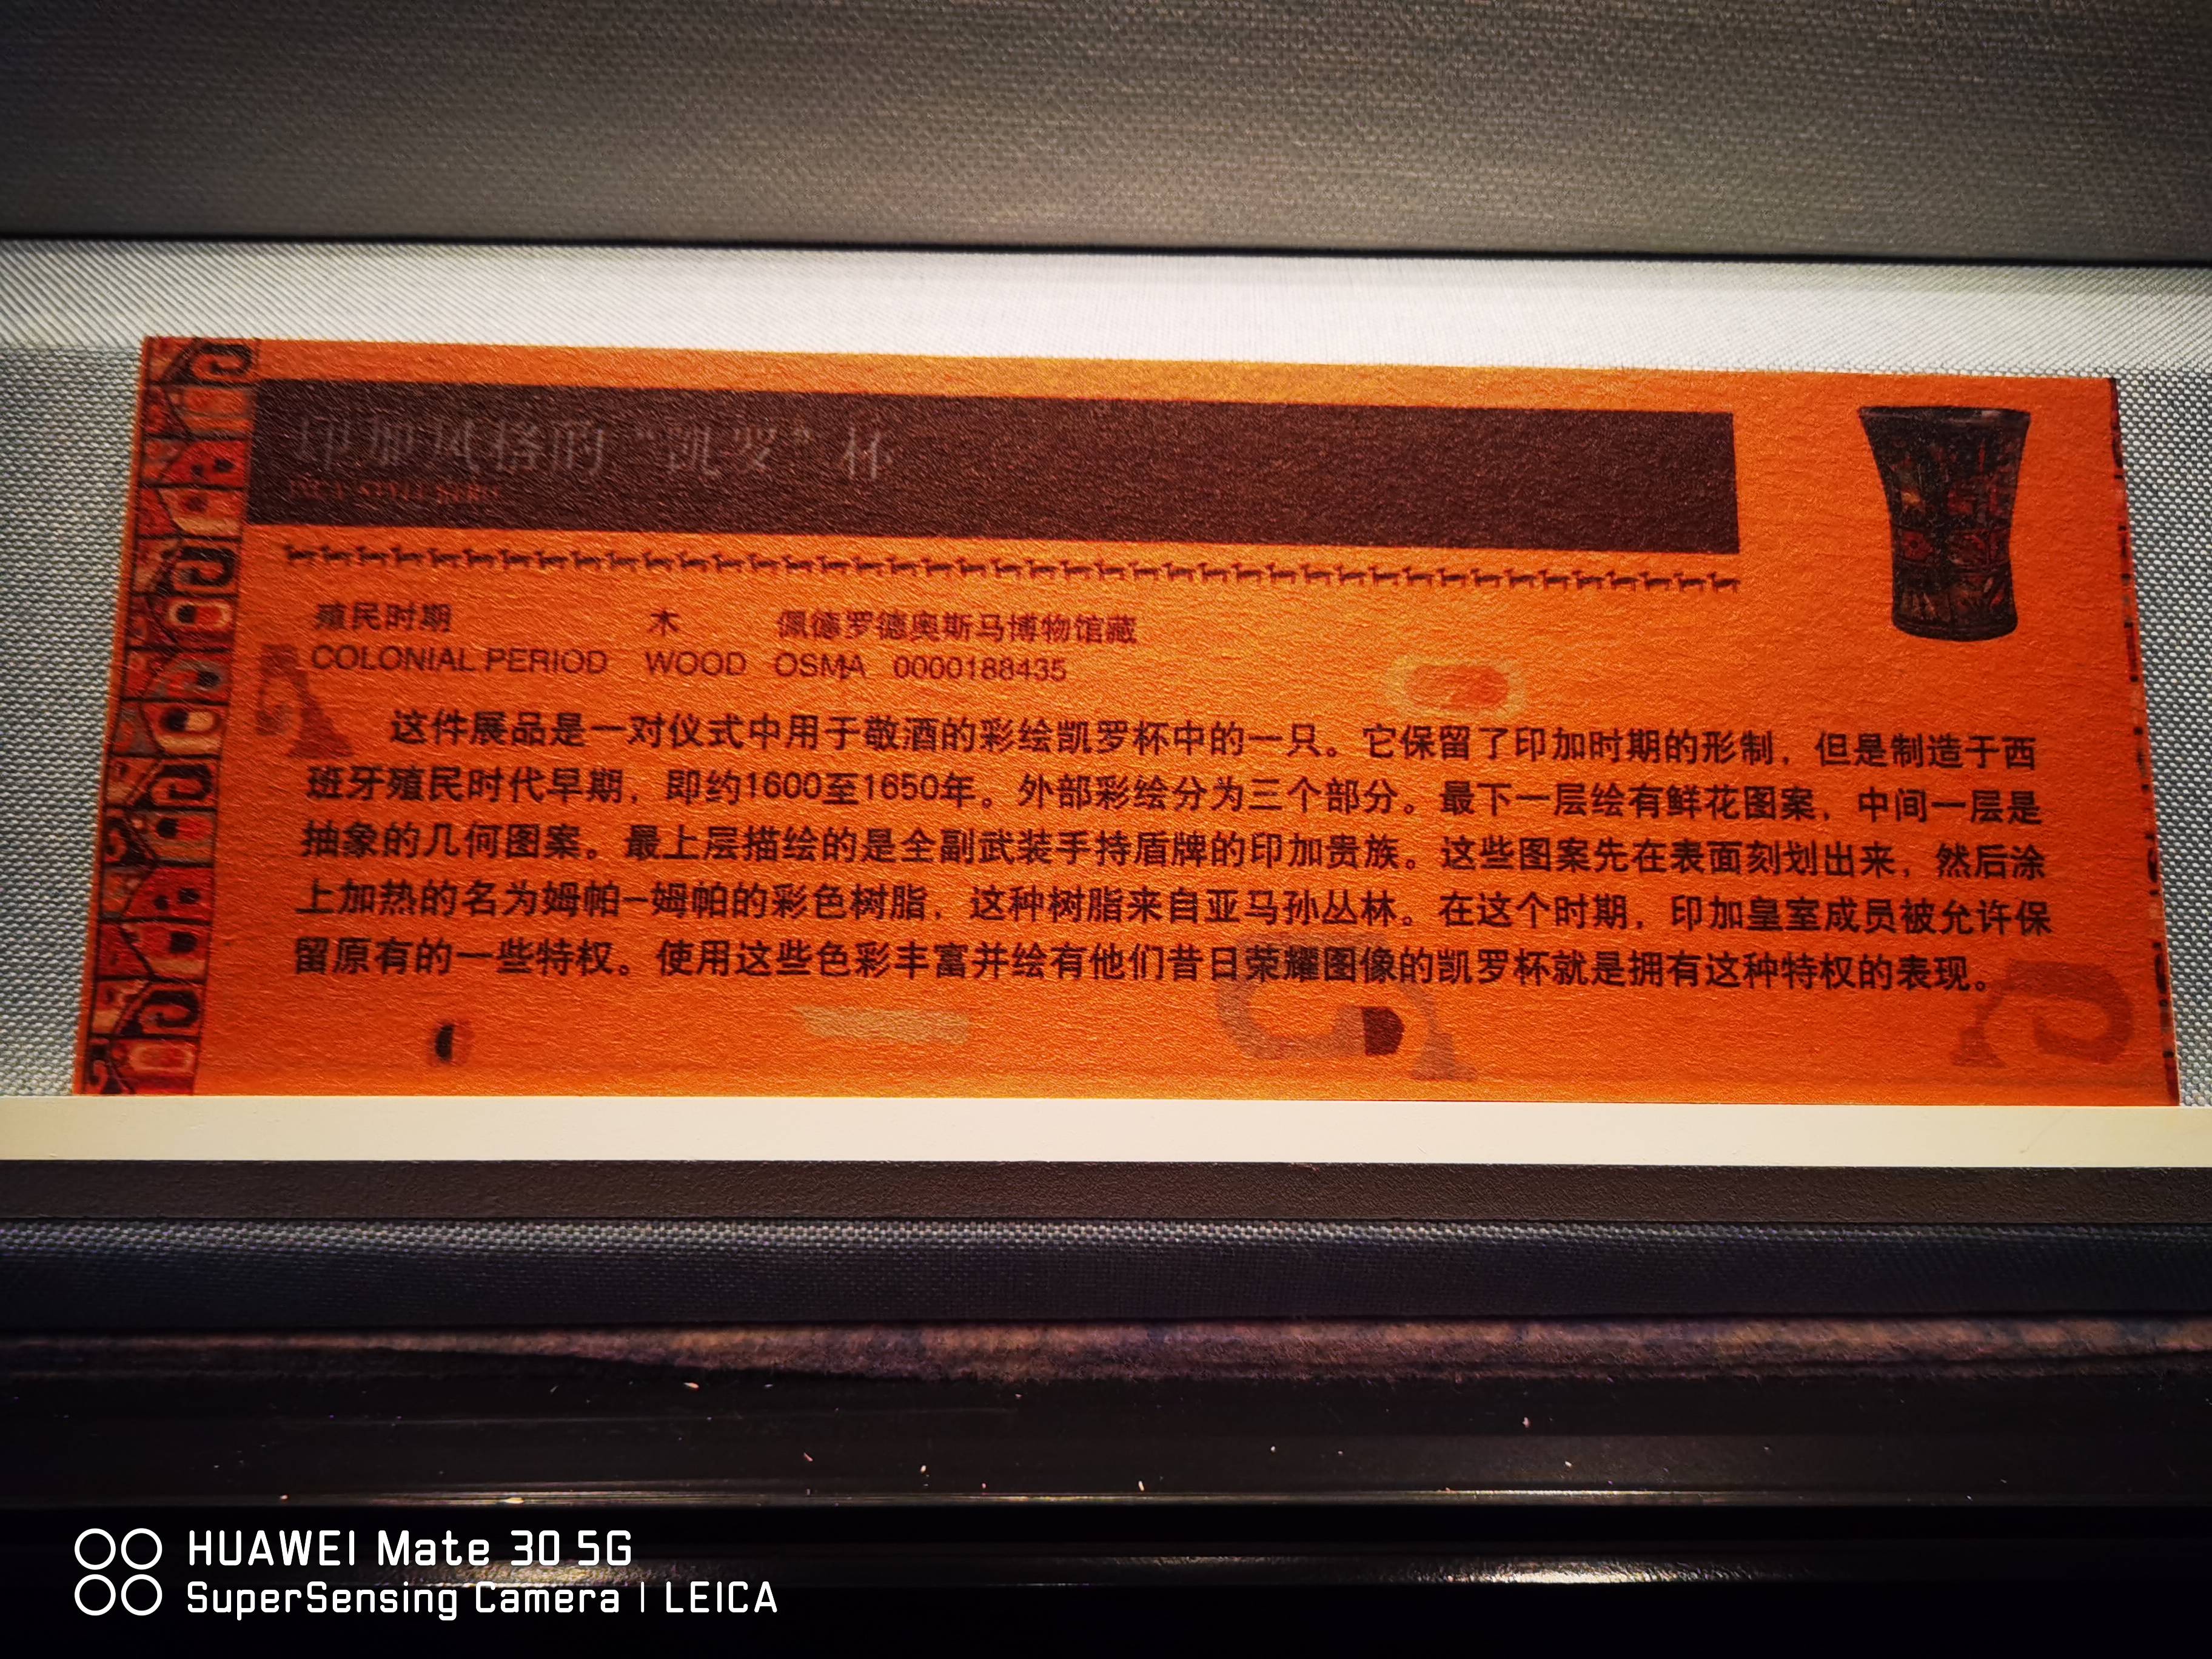 印加风格的“凯罗”杯
殖民时期 木 佩德罗德奥斯马博物馆藏
COLONIAL PERIOD WOOD OSMA 0000188435
这件展品是一对仪式中用于敬酒的彩绘凯罗杯中的一只。它保留了印加时期的形制，但是制造于西
班牙殖民时代早期，即约1600至1650年。外部彩绘分为三个部分。最下一层绘有鲜花图案，中间一层是
抽象的几何图案。最上层描绘的是全副武装手持盾牌的印加贵族。这些图案先在表面刻划出来，然后涂
上加热的名为姆帕—姆帕的彩色树脂，这种树脂来自亚马孙丛林。在这个时期，印加皇室成员被允许保
留原有的一些特权。使用这些色彩丰富并绘有他们昔日荣耀图像的凯罗杯就是拥有这种特权的表现。
HUAWEI Mate 30 5G
SuperSensing Camera | LEICA